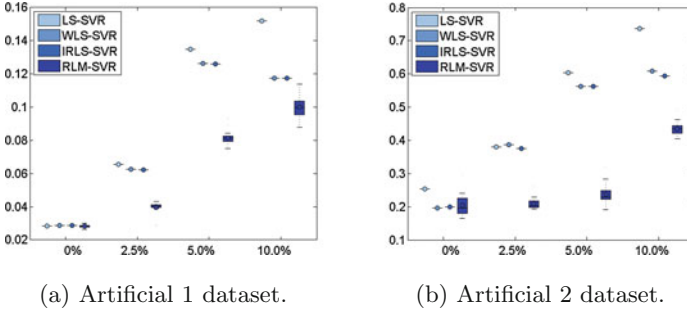 0.16
0.14
0.12
0.1
0.08
0.06
0.04
0.02
LS-SVR
WLS-SVR
IRLS-SVR
RLM-SVR
0%
2.5%
5.0%
10.0%
(a) Artificial 1 dataset.
0.8
0.7
0.6
0.5
0.4
0.3
0.2
0.1
LS-SVR
WLS-SVR
IRLS-SVR
RLM-SVR
0%
2.5%
5.0%
10.0%
(b) Artificial 2 dataset.